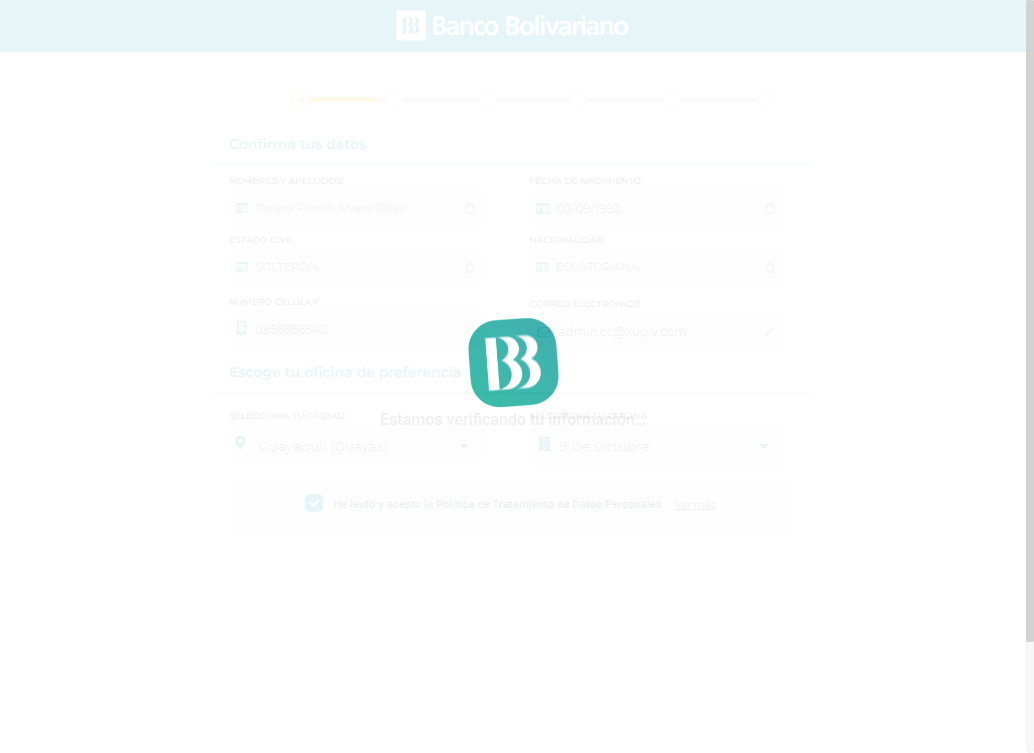 Banco Bolivariano
Confirma tus datos
NOMBRES Y APELLIDOS
FECHA DE NACIMIENTO
Rosero Franco Alvaro Rafael
03/09/1992
ESTADO CIVIL
NACIONALIDAD
SOLTERO/A
ECUATORIANA
NÚMERO CELULAR
CORREO ELECTRÓNICO
0956856542
admin.cc@xupiv.com
Escoge tu oficina de preferencia
SELECCIONA TU CIUDAD
Estamos verificando tu información...
Guayaquil (Guayas)
9 De Octubre
He leído y acepto la Política de Tratamiento de Datos Personales Ver más